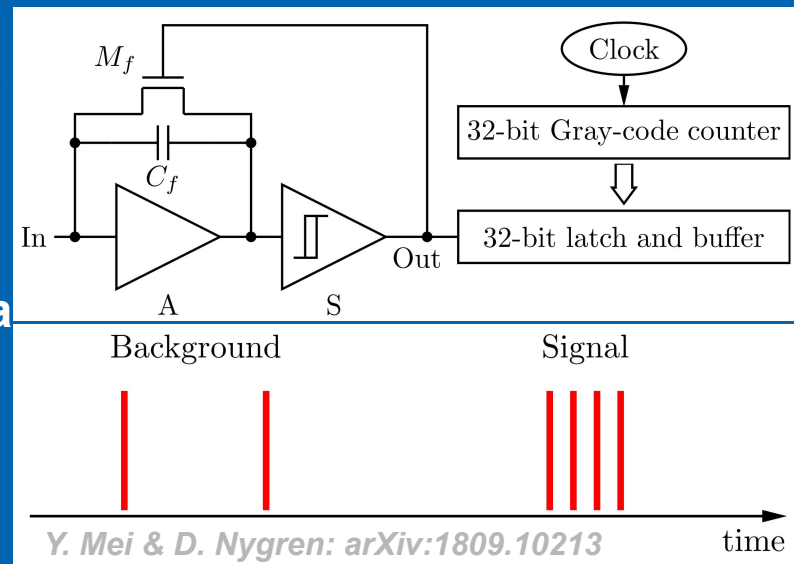 M_f
C_f
In
A
S
Out
Clock
32-bit Gray-code counter
32-bit latch and buffer
a
Background
Signal
time
Y. Mei & D. Nygren: arXiv:1809.10213